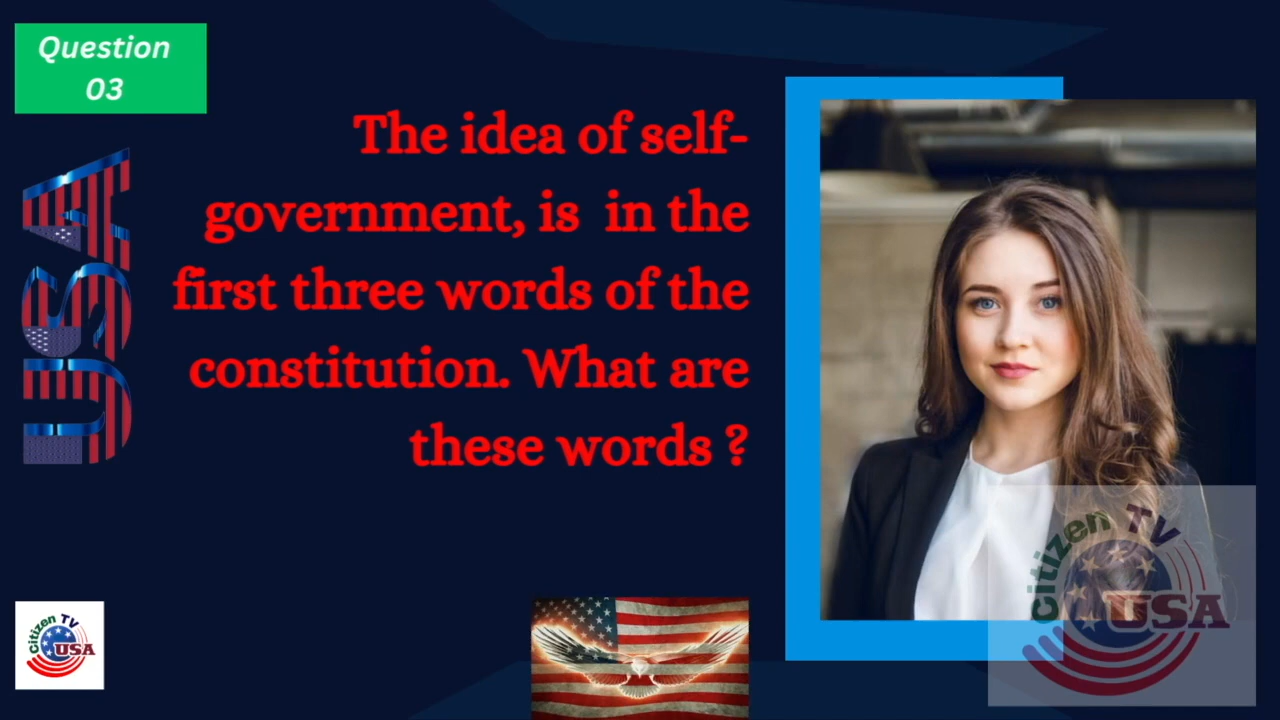 Question
03
The idea of self-
government, is  in the
first three words of the
constitution. What are
these words ?
USA
Citizen TV
USA
Citizen TV
USA